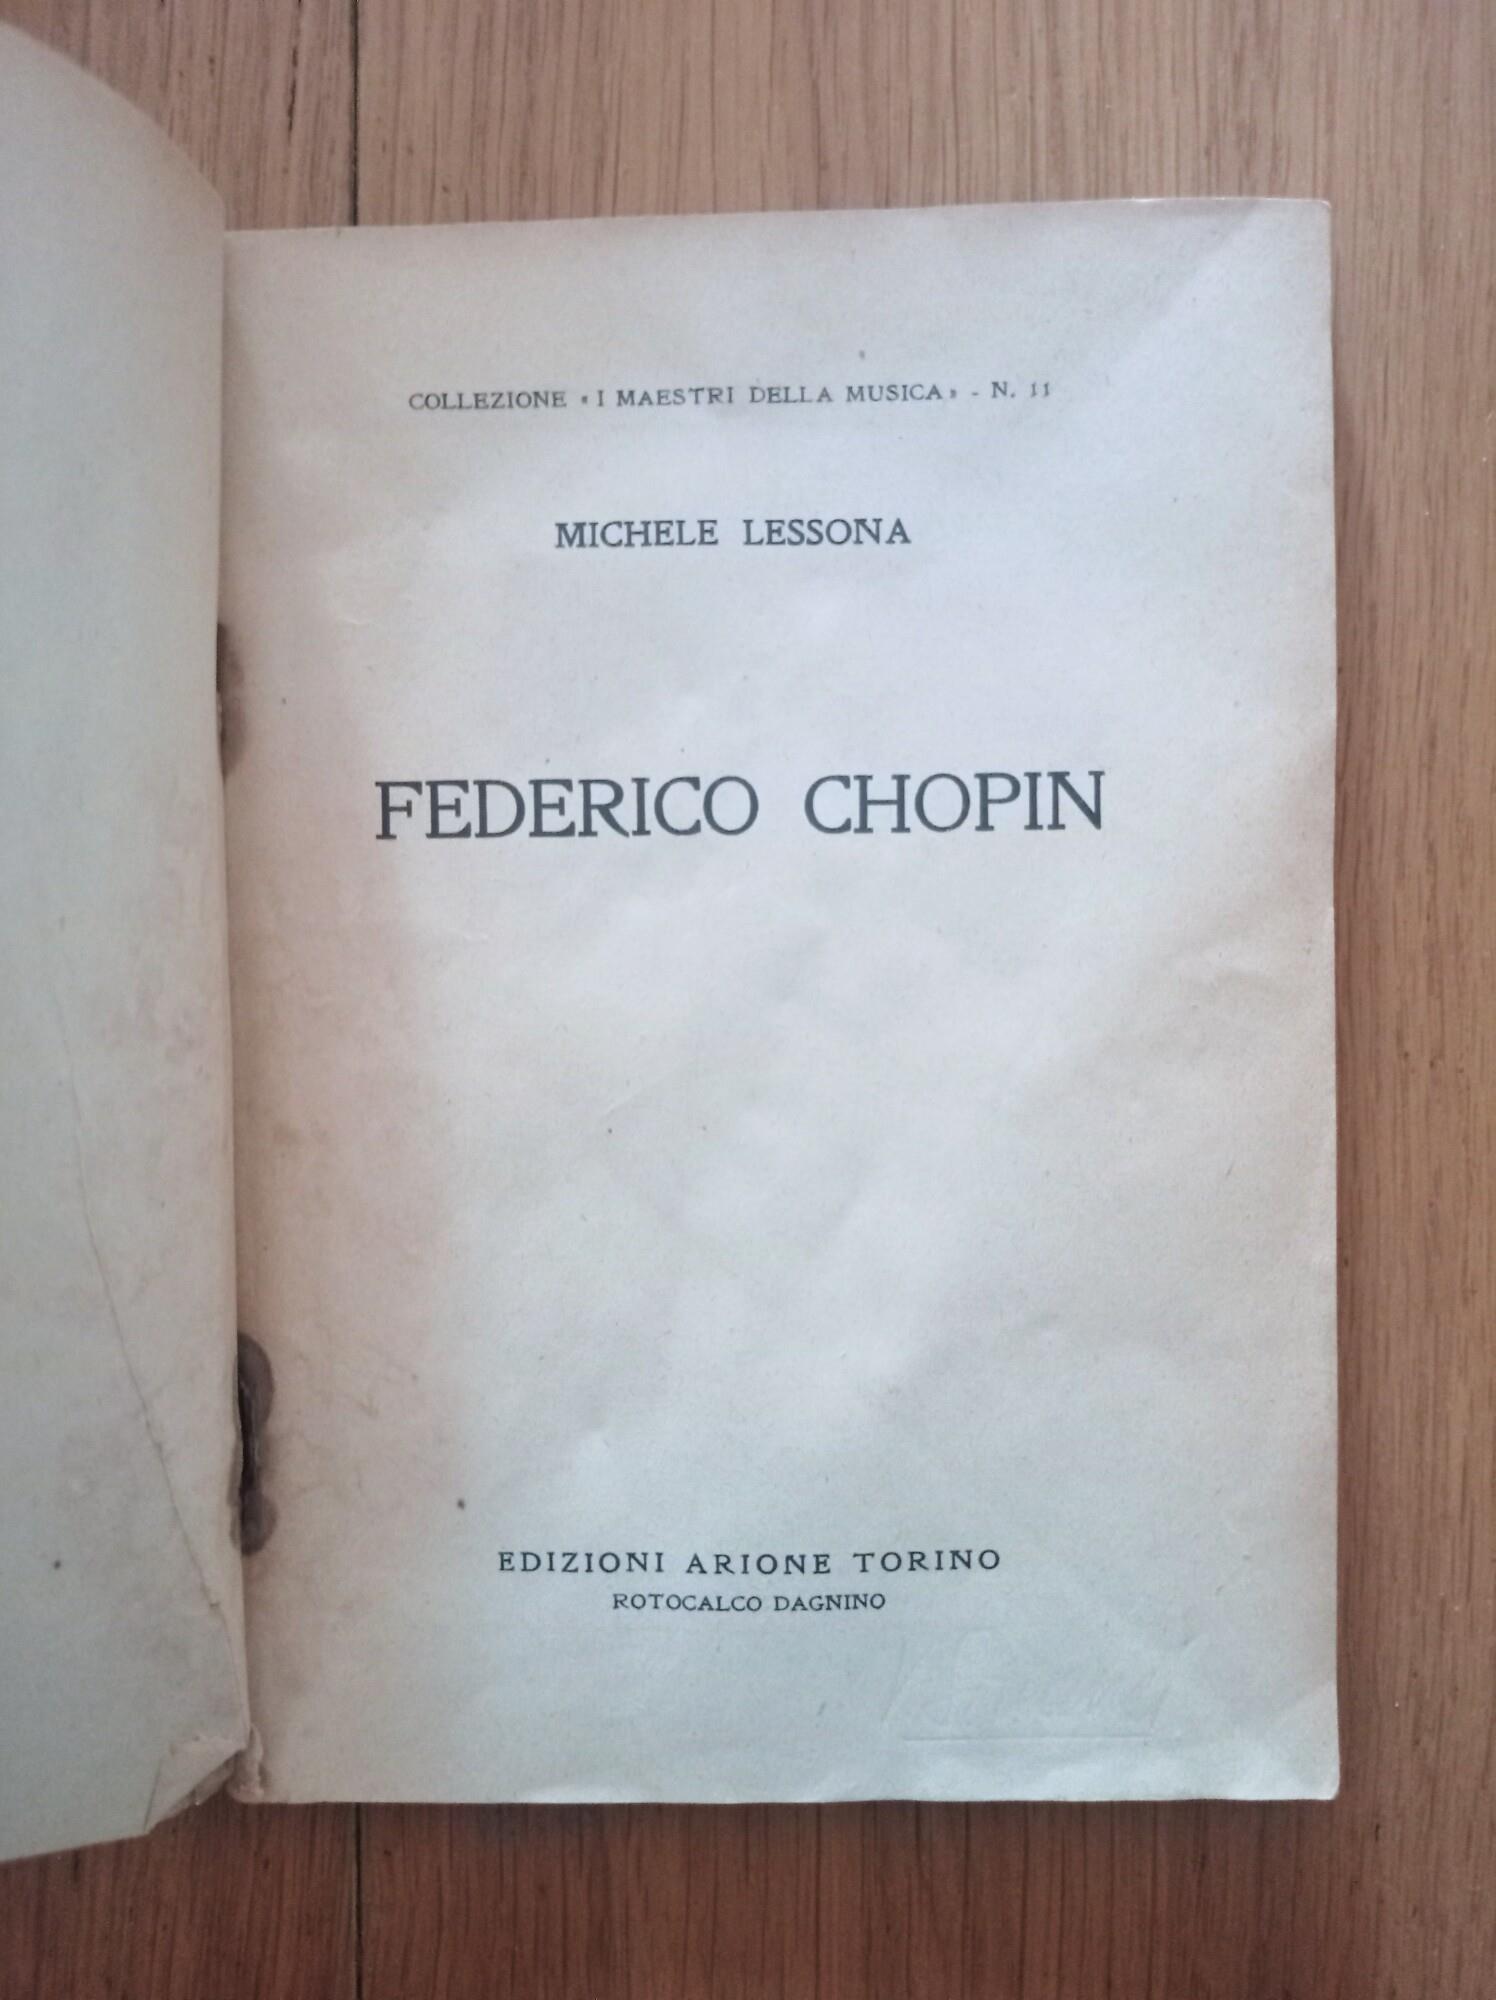 COLLEZIONE «I MAESTRI DELLA MUSICA» - N. 11
MICHELE LESSONA
FEDERICO CHOPIN
EDIZIONI ARIONE TORINO
ROTOCALCO DAGNINO